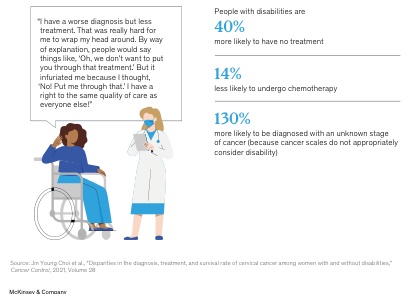 "I have a worse diagnosis but less
treatment. That was really hard for
me to wrap my head around. By way
of explanation, people would say
things like, 'Oh, we don't want to put
you through that treatment.' But it
infuriated me because I thought,
'No! Put me through that.' I have a
right to the same quality of care as
everyone else!"
People with disabilities are
40%
more likely to have no treatment
14%
less likely to undergo chemotherapy
130%
more likely to be diagnosed with an unknown stage
of cancer (because cancer scales do not appropriately
consider disability)
Source: Jin Young Choi et al., "Disparities in the diagnosis, treatment, and survival rate of cervical cancer among women with and without disabilities,"
Cancer Control, 2021, Volume 28
McKinsey & Company